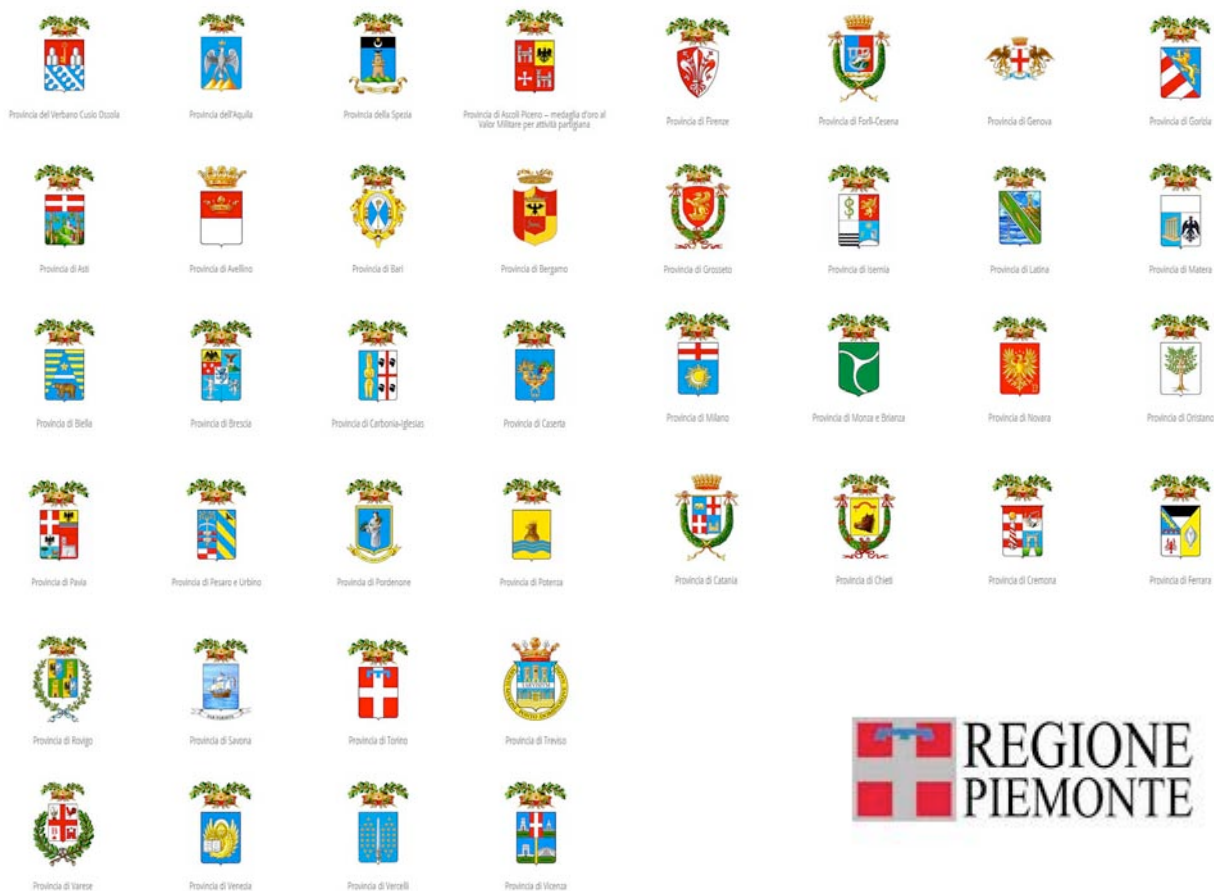 Provincia del Verbano Cusio Ossola
Provincia dell'Aquila
Provincia della Spezia
Provincia di Ascoli Piceno – medaglia d'oro al
Valor Militare per attività partigiana
Provincia di Firenze
Provincia di Forlì-Cesena
Provincia di Genova
Provincia di Gorizia
Provincia di Asti
Provincia di Avellino
Provincia di Bari
Provincia di Bergamo
Provincia di Grosseto
Provincia di Isernia
Provincia di Latina
Provincia di Matera
Provincia di Biella
Provincia di Brescia
Provincia di Carbonia-Iglesias
Provincia di Caserta
Provincia di Milano
Provincia di Monza e Brianza
Provincia di Novara
Provincia di Oristano
Provincia di Pavia
Provincia di Pesaro e Urbino
Provincia di Pordenone
Provincia di Potenza
Provincia di Catania
Provincia di Chieti
Provincia di Cremona
Provincia di Ferrara
Provincia di Rovigo
Provincia di Savona
Provincia di Torino
Provincia di Treviso
REGIONE
PIEMONTE
Provincia di Varese
Provincia di Venezia
Provincia di Vercelli
Provincia di Vicenza